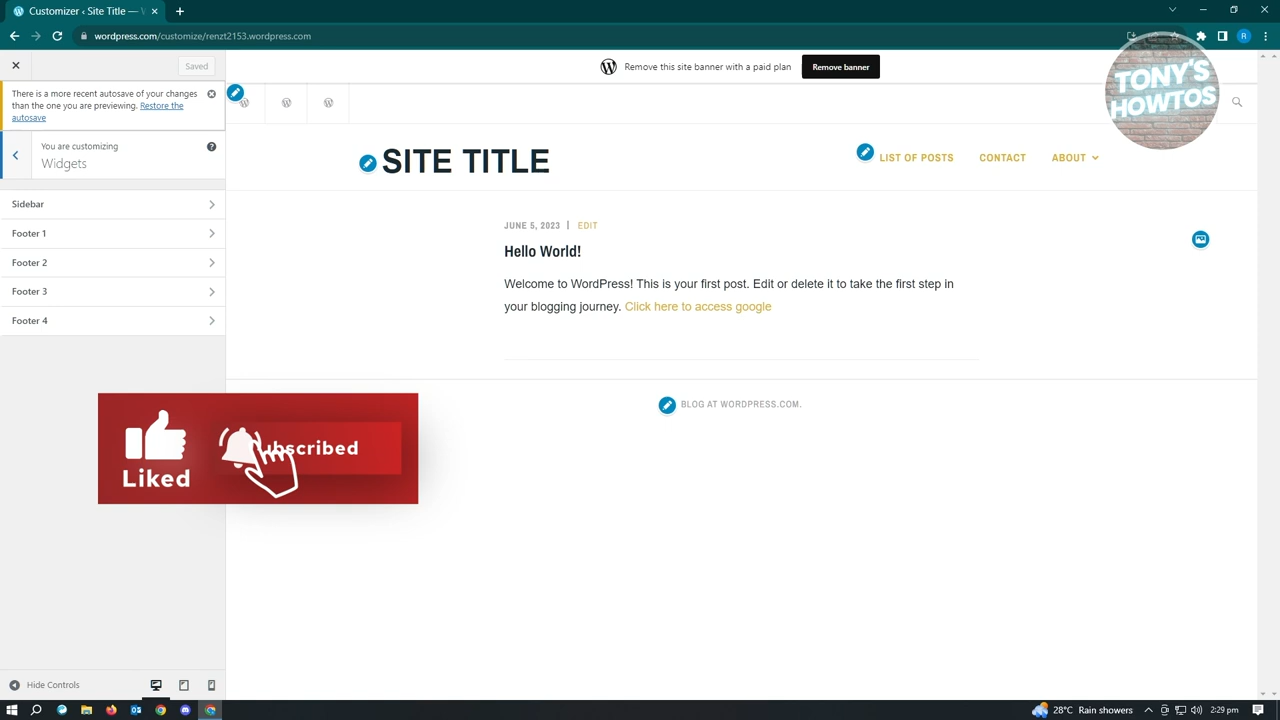 Customize ‹ Site Title —
wordpress.com/customize/renzt2153.wordpress.com
R
Saved
Remove this site banner with a paid plan
Remove banner
TONY'S
HOWTOS
There is a more recent autosave of your changes
than the one you are previewing. Restore the
autosave
You are customizing
Widgets
SITE TITLE
LIST OF POSTS
CONTACT
ABOUT
Sidebar
Footer 1
Footer 2
Footer 3
Footer 4
JUNE 5, 2023 | EDIT
Hello World!
Welcome to WordPress! This is your first post. Edit or delete it to take the first step in
your blogging journey. Click here to access google
BLOG AT WORDPRESS.COM.
Liked
ubscribed
Hide Controls
28°C Rain showers
2:29 pm